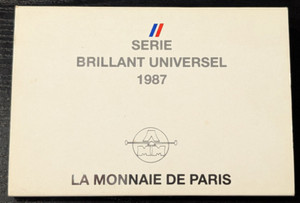 SERIE
BRILLANT UNIVERSEL
1987
LA MONNAIE DE PARIS